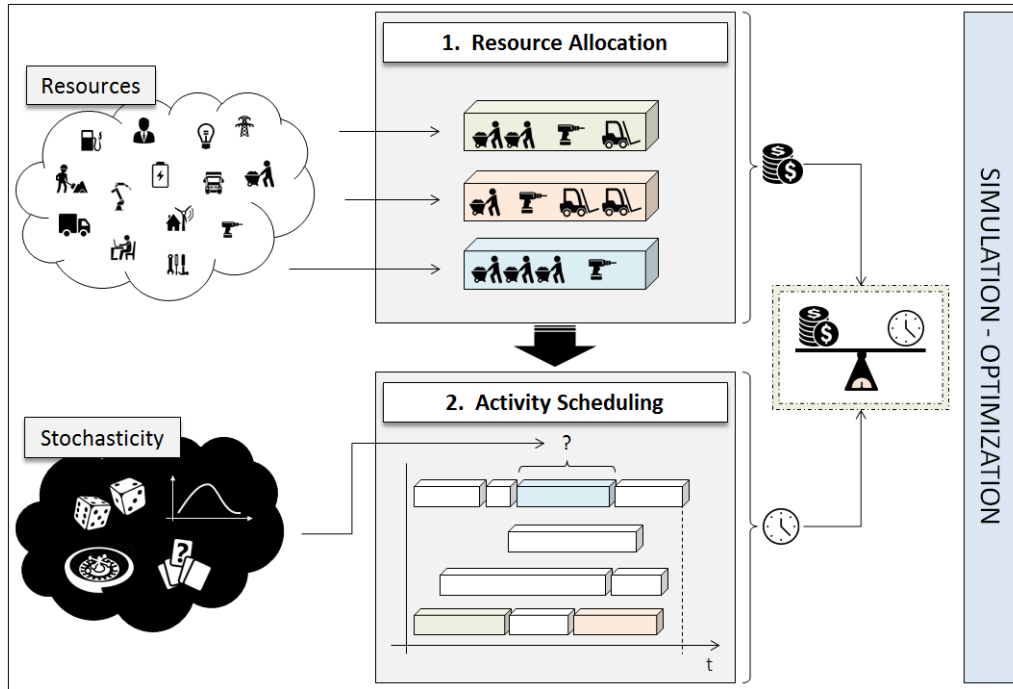 1. Resource Allocation
Resources
$
$
SIMULATION - OPTIMIZATION
$
$
2. Activity Scheduling
Stochasticity
?
?
t